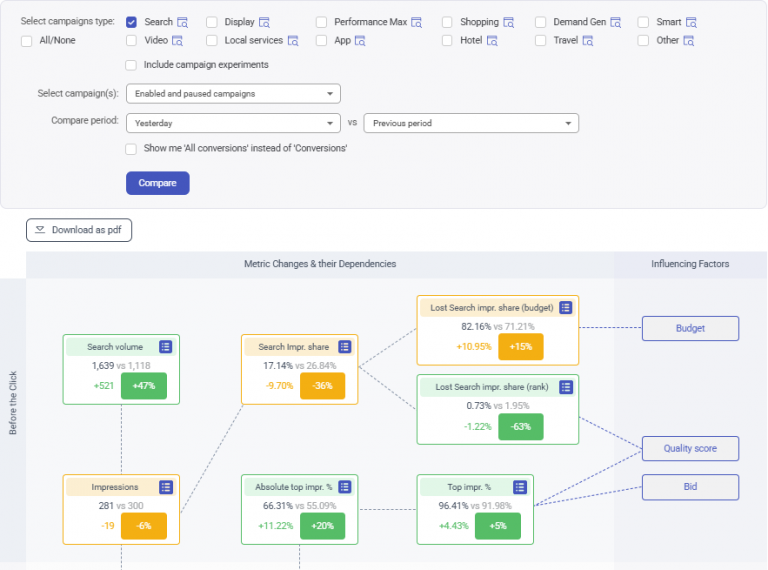 Select campaigns type: Search Display Performance Max Shopping Demand Gen Smart
All/None Video Local services App Hotel Travel Other
Include campaign experiments
Select campaign(s): Enabled and paused campaigns
Compare period: Yesterday vs Previous period
Show me 'All conversions' instead of 'Conversions'
Compare
Download as pdf
Metric Changes & their Dependencies Influencing Factors
Before the Click
Lost Search impr. share (budget)
82.16% vs 71.21%
+10.95% +15%
Budget
Search volume
1,639 vs 1,118
+521 +47%
Search Impr. share
17.14% vs 26.84%
-9.70% -36%
Lost Search impr. share (rank)
0.73% vs 1.95%
-1.22% -63%
Quality score
Impressions
281 vs 300
-19 -6%
Absolute top impr. %
66.31% vs 55.09%
+11.22% +20%
Top impr. %
96.41% vs 91.98%
+4.43% +5%
Bid